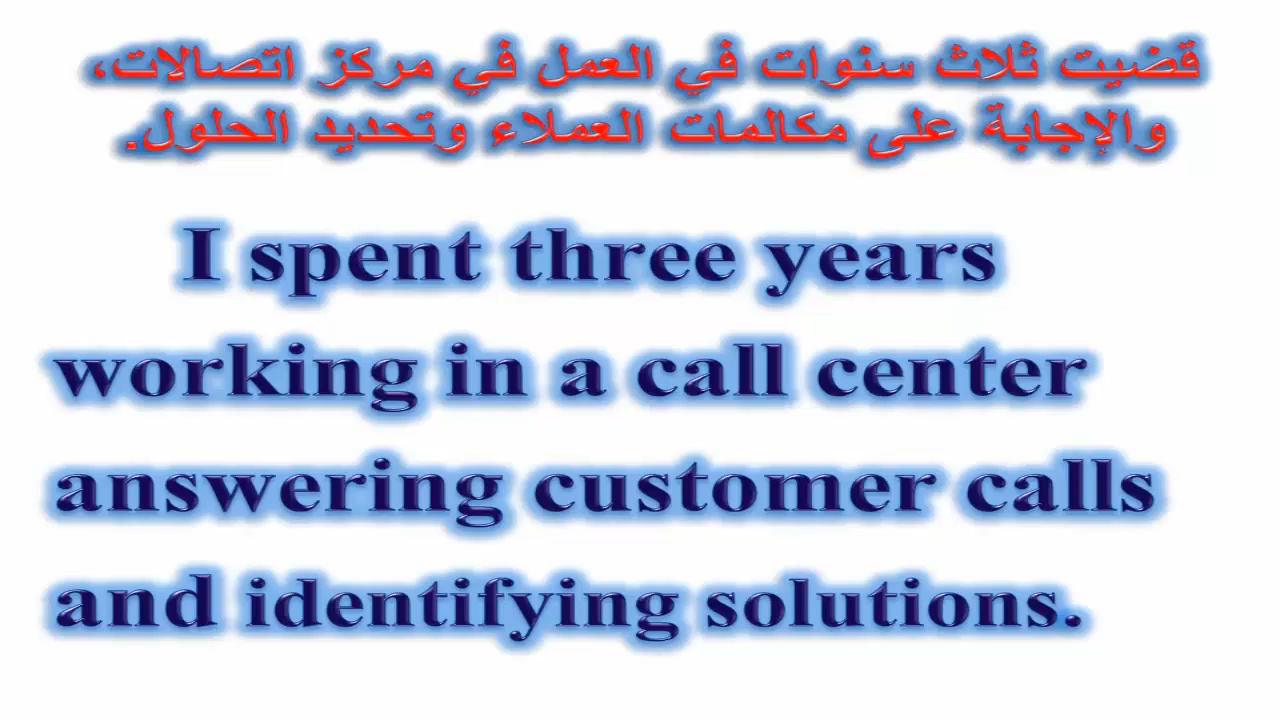 قضيت ثلاث سنوات في العمل في مركز اتصالات،
والإجابة على مكالمات العملاء وتحديد الحلول.
I spent three years
working in a call center
answering customer calls
and identifying solutions.